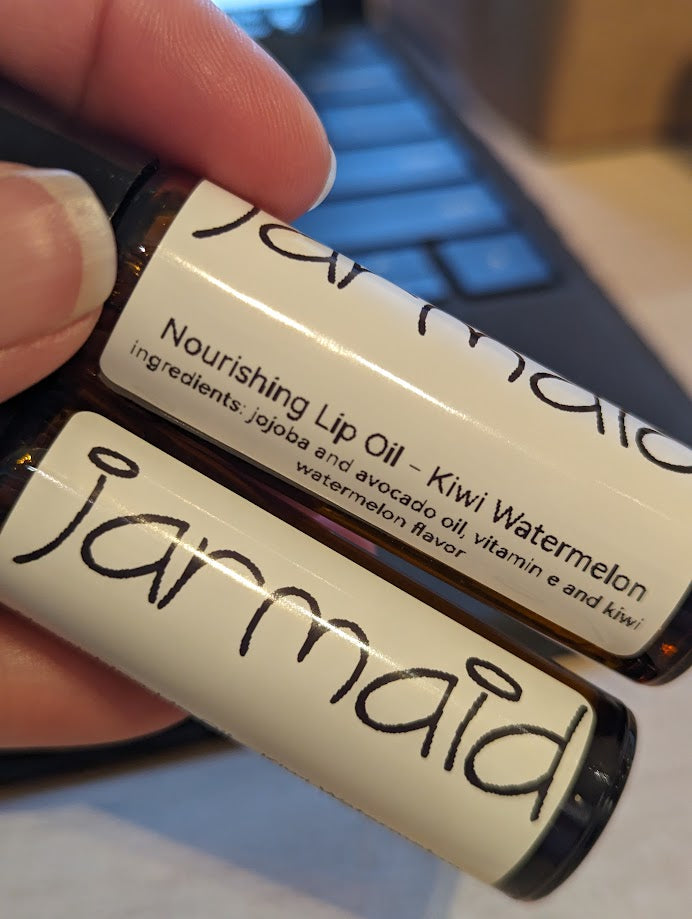 jarmaid
Nourishing Lip Oil – Kiwi Watermelon
ingredients: jojoba and avocado oil, vitamin e and kiwi
watermelon flavor
jarmaid